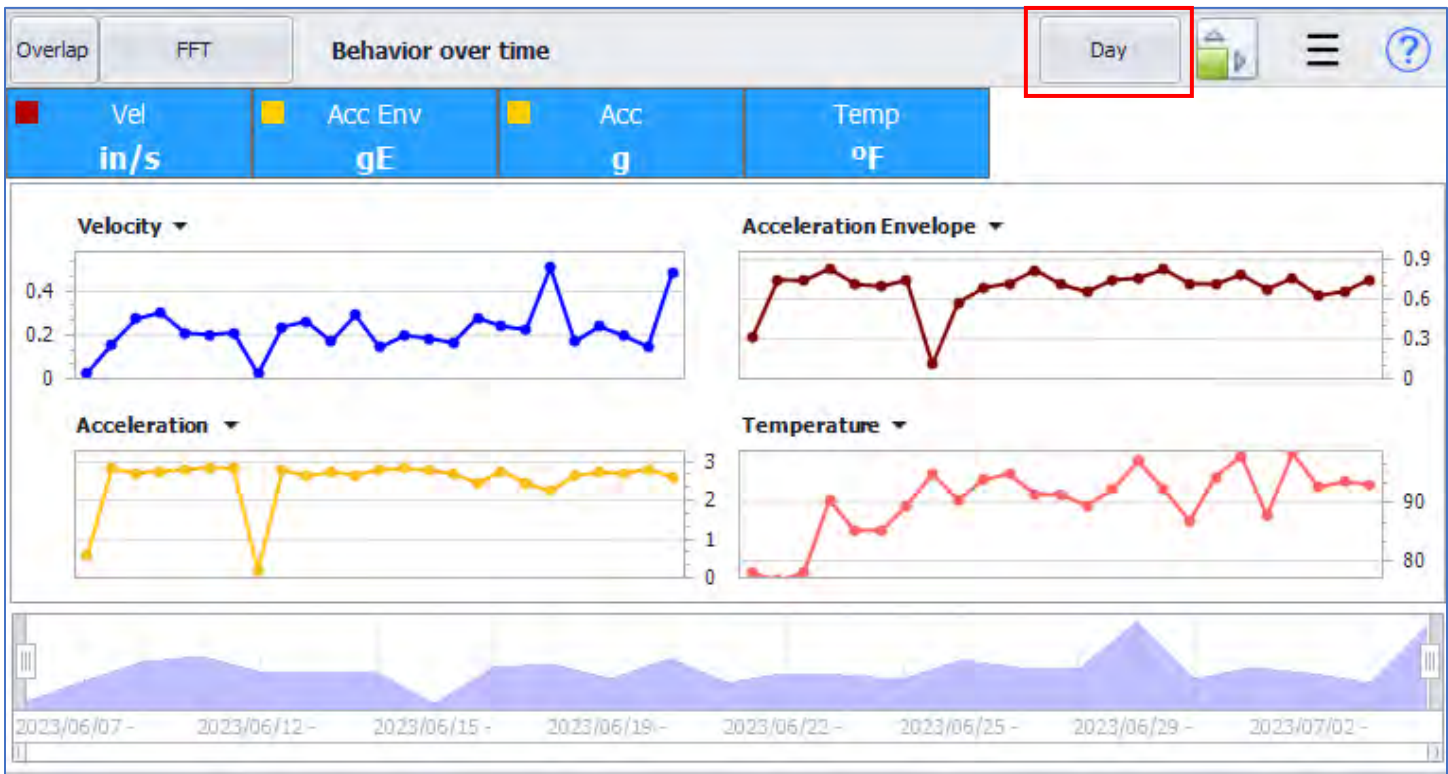 Overlap FFT Behavior over time Day ?
Vel Acc Env Acc Temp
in/s gE g ºF
Velocity Acceleration Envelope
0.4
0.2
0
0.9
0.6
0.3
0
Acceleration Temperature
3
2
1
0
90
80
2023/06/07 - 2023/06/12 - 2023/06/15 - 2023/06/19 - 2023/06/22 - 2023/06/25 - 2023/06/29 - 2023/07/02 -